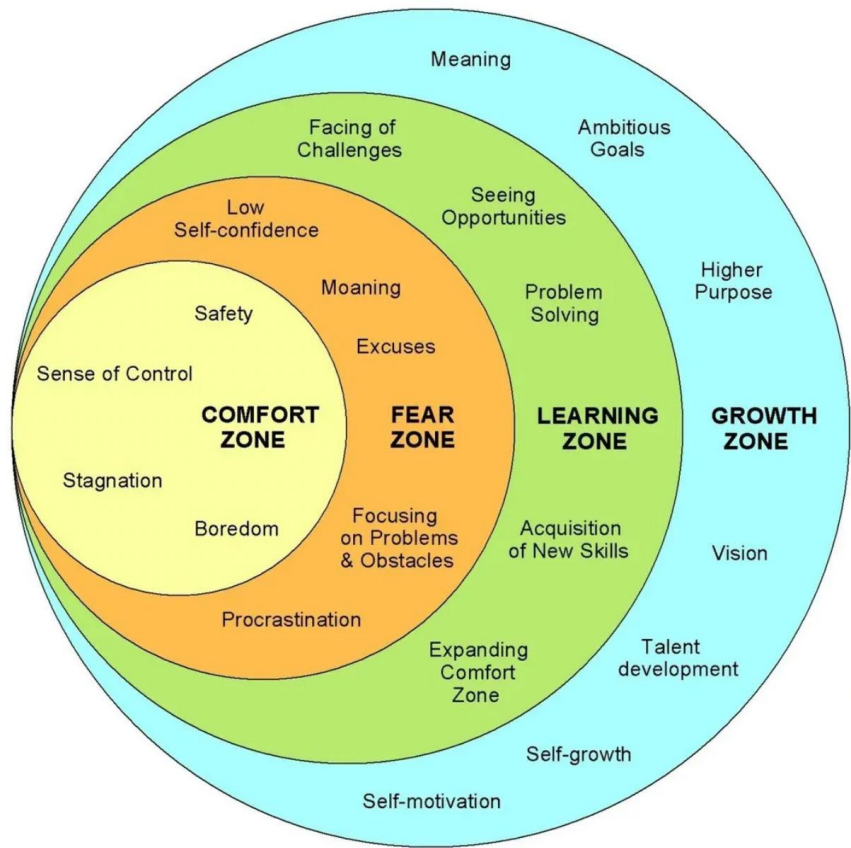 Meaning
Ambitious
Goals
Higher
Purpose
GROWTH
ZONE
Vision
Talent
development
Self-growth
Self-motivation
Facing of
Challenges
Seeing
Opportunities
Problem
Solving
LEARNING
ZONE
Acquisition
of New Skills
Expanding
Comfort
Zone
Low
Self-confidence
Moaning
Excuses
FEAR
ZONE
Focusing
on Problems
& Obstacles
Procrastination
Safety
Sense of Control
COMFORT
ZONE
Stagnation
Boredom